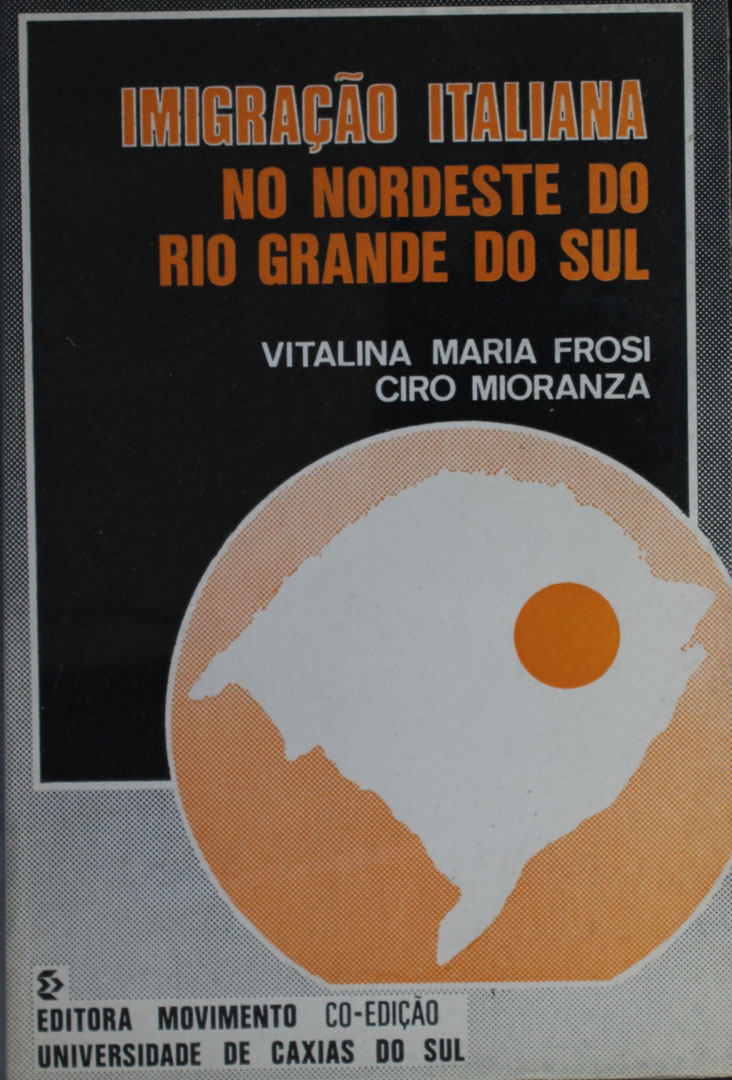 IMIGRAÇÃO ITALIANA
NO NORDESTE DO
RIO GRANDE DO SUL
VITALINA MARIA FROSI
CIRO MIORANZA
EDITORA MOVIMENTO CO-EDIÇÃO
UNIVERSIDADE DE CAXIAS DO SUL